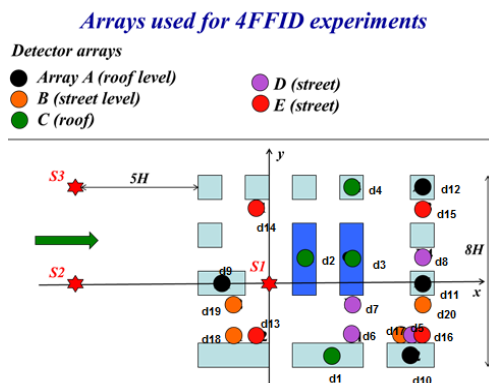 Arrays used for 4FFID experiments
Detector arrays
Array A (roof level)
B (street level)
C (roof)
D (street)
E (street)
y
S3
5H
d4
d12
d15
d14
8H
d2
d3
d8
S2
d9
S1
x
d11
d19
d7
d20
d18
d13
d6
d17
d5
d16
d1
d10